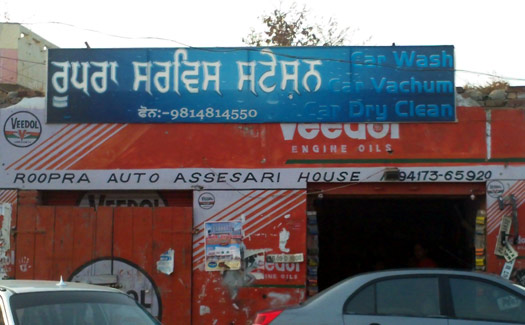 ਰੂਪਰਾ ਸਰਵਿਸ ਸਟੇਸ਼ਨ
Car Wash
Car Vachum
Car Dry Clean
ਫੋਨ:-9814814550
VEEDOL
Veedol
ENGINE OILS
ROOPRA AUTO ASSESARI HOUSE 94173-65920
VEEDOL